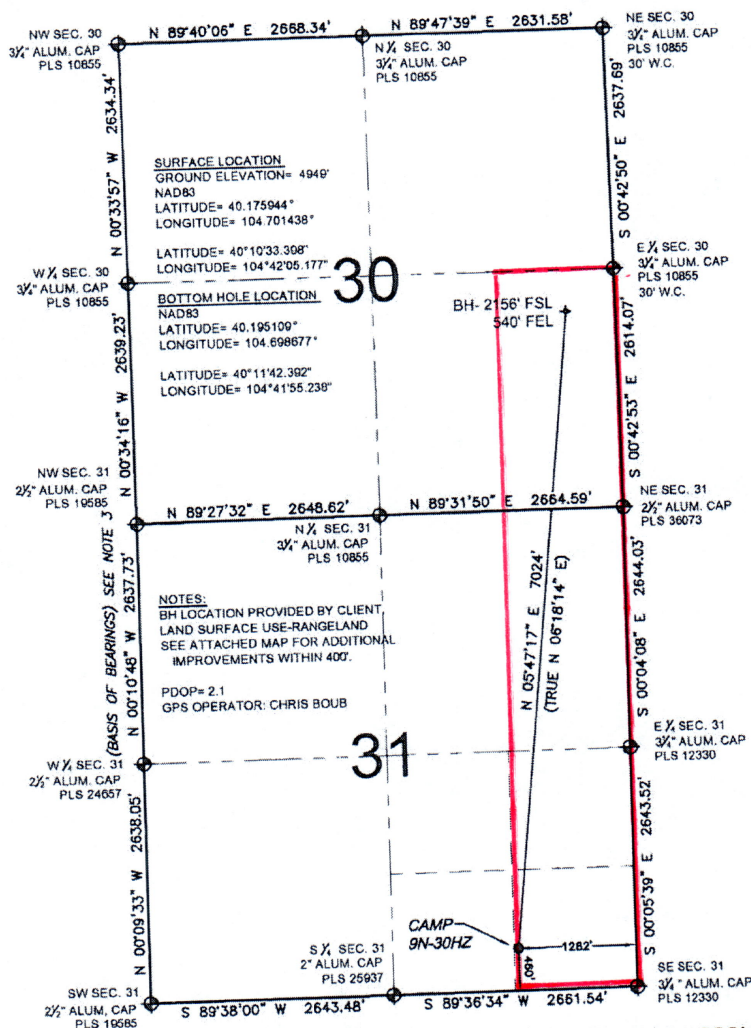 N 89°40'06" E 2668.34'
N 89°47'39" E 2631.58'
NW SEC. 30
3¼" ALUM. CAP
PLS 10855
N ¼ SEC. 30
3¼" ALUM. CAP
PLS 10855
NE SEC. 30
3¼" ALUM. CAP
PLS 10855
30' W.C.
N 00°33'57" W 2634.34'
S 00°42'50" E 2637.69'
SURFACE LOCATION
GROUND ELEVATION= 4949'
NAD83
LATITUDE= 40.175944°
LONGITUDE= 104.701438°
LATITUDE= 40°10'33.398"
LONGITUDE= 104°42'05.177"
30
W ¼ SEC. 30
3¼" ALUM. CAP
PLS 10855
E ¼ SEC. 30
3¼" ALUM. CAP
PLS 10855
30' W.C.
BOTTOM HOLE LOCATION
NAD83
LATITUDE= 40.195109°
LONGITUDE= 104.698677°
LATITUDE= 40°11'42.392"
LONGITUDE= 104°41'55.238"
BH- 2156' FSL
540' FEL
N 00°34'16" W 2639.23'
S 00°42'53" E 2614.07'
NW SEC. 31
2½" ALUM. CAP
PLS 19585
N 89°27'32" E 2648.62'
N 89°31'50" E 2664.59'
NE SEC. 31
2½" ALUM. CAP
PLS 36073
N ¼ SEC. 31
3¼" ALUM. CAP
PLS 10855
(BASIS OF BEARINGS) SEE NOTE 3
N 00°10'48" W 2637.73'
NOTES:
BH LOCATION PROVIDED BY CLIENT,
LAND SURFACE USE-RANGELAND
SEE ATTACHED MAP FOR ADDITIONAL
IMPROVEMENTS WITHIN 400'.
PDOP= 2.1
GPS OPERATOR: CHRIS BOUB
N 05°47'17" E 7024'
(TRUE N 06°18'14" E)
S 00°04'08" E 2644.03'
31
W ¼ SEC. 31
2½" ALUM. CAP
PLS 24657
E ¼ SEC. 31
3¼" ALUM. CAP
PLS 12330
N 00°09'33" W 2638.05'
S 00°05'39" E 2643.52'
CAMP
9N-30HZ
1282'
460'
SW SEC. 31
2½" ALUM. CAP
PLS 19585
S ¼ SEC. 31
2" ALUM. CAP
PLS 25937
SE SEC. 31
3¼" ALUM. CAP
PLS 12330
S 89°38'00" W 2643.48'
S 89°36'34" W 2661.54'